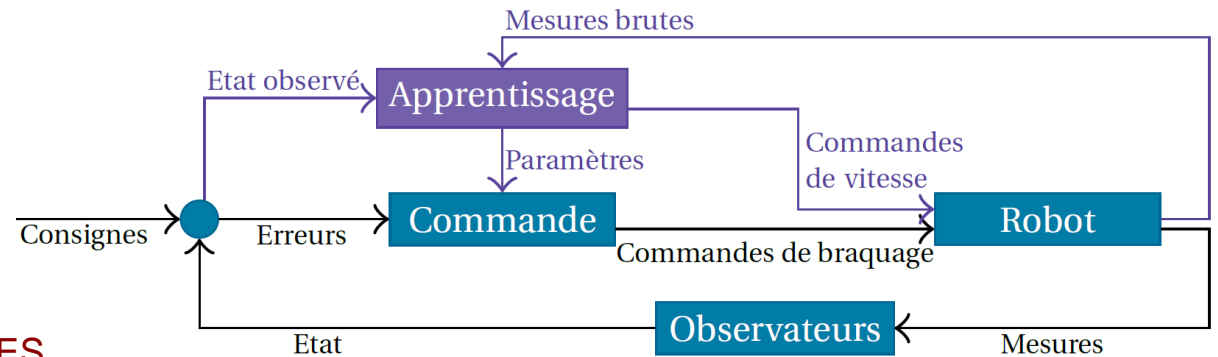 Mesures brutes
Etat observé
Apprentissage
Paramètres
Commandes
de vitesse
Consignes
Erreurs
Commande
Commandes de braquage
Robot
Observateurs
Etat
Mesures
ES